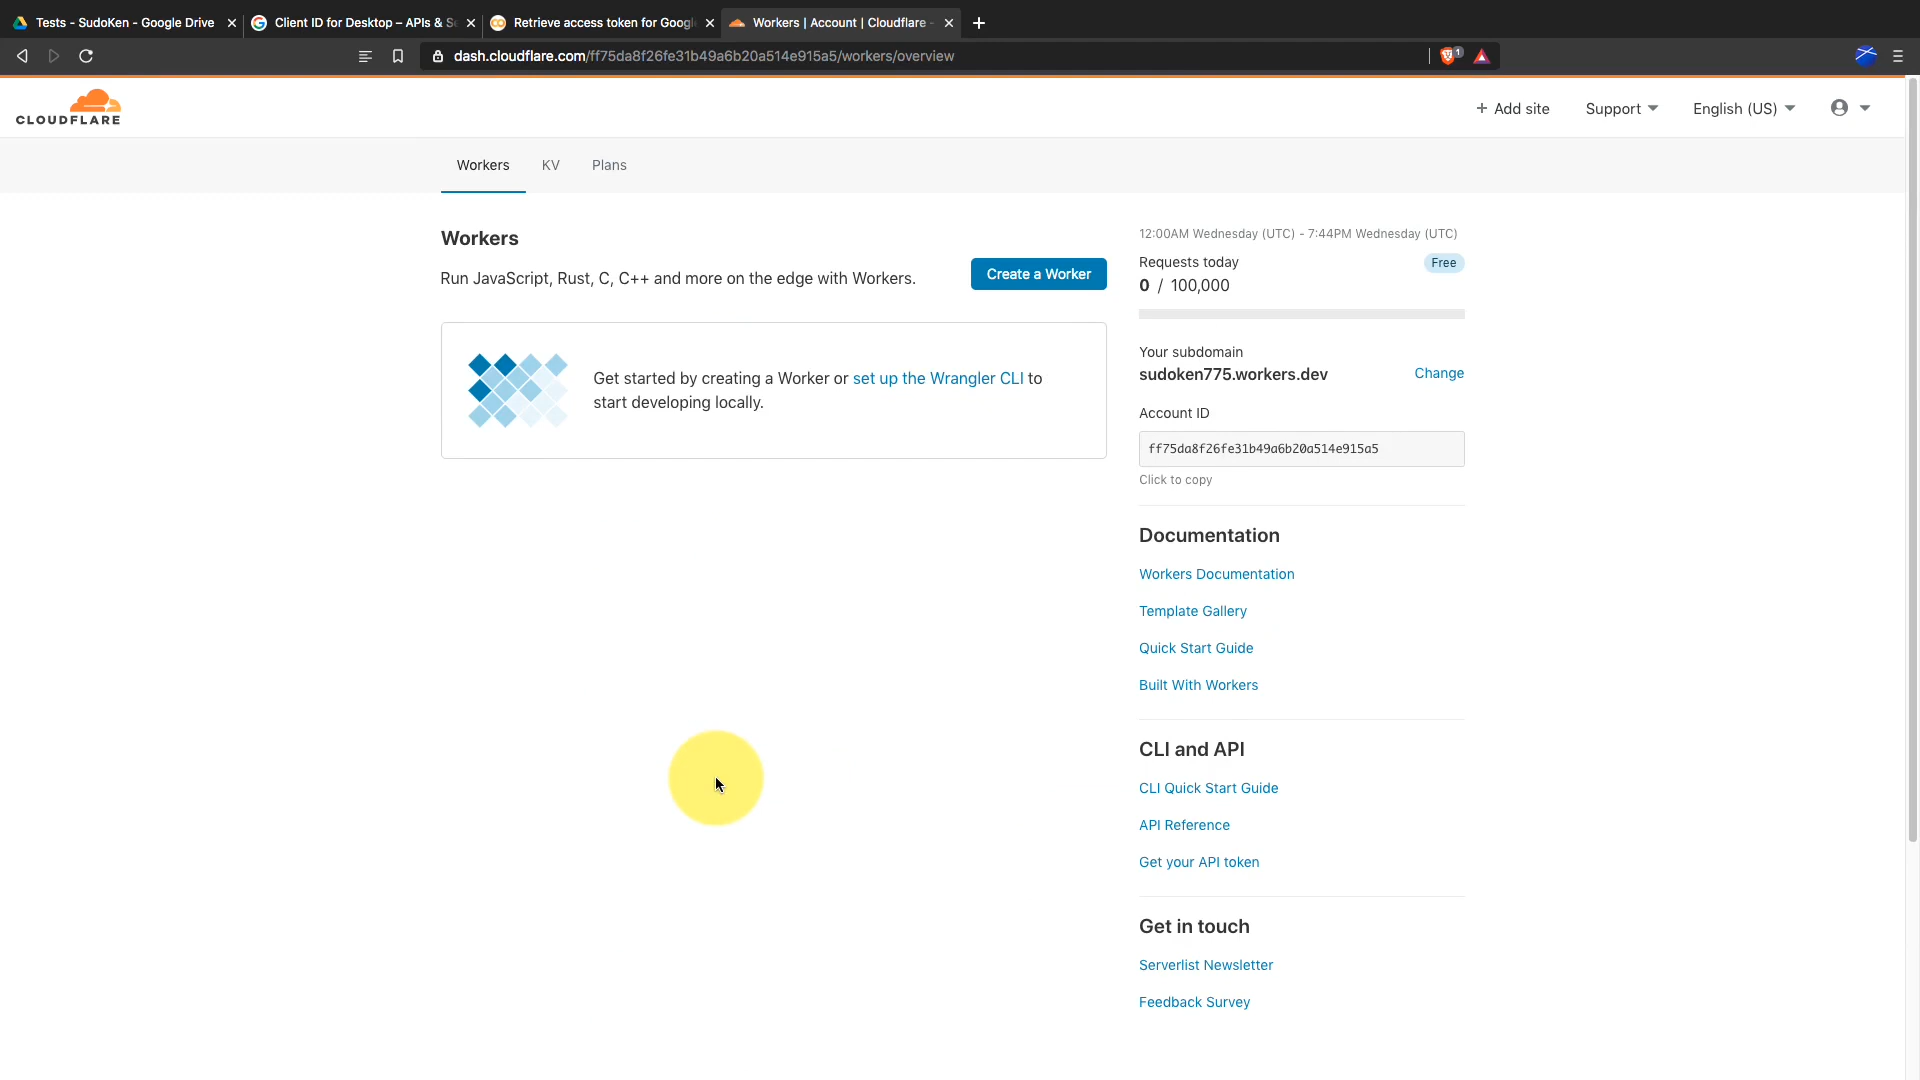 Tests - SudoKen - Google Drive
Client ID for Desktop – APIs & Se
Retrieve access token for Googl
Workers | Account | Cloudflare -
dash.cloudflare.com/ff75da8f26fe31b49a6b20a514e915a5/workers/overview
1
CLOUDFLARE
+ Add site
Support
English (US)
Workers
KV
Plans
Workers
Run JavaScript, Rust, C, C++ and more on the edge with Workers.
Create a Worker
Get started by creating a Worker or set up the Wrangler CLI to
start developing locally.
12:00AM Wednesday (UTC) - 7:44PM Wednesday (UTC)
Requests today
Free
0 / 100,000
Your subdomain
sudoken775.workers.dev
Change
Account ID
ff75da8f26fe31b49a6b20a514e915a5
Click to copy
Documentation
Workers Documentation
Template Gallery
Quick Start Guide
Built With Workers
CLI and API
CLI Quick Start Guide
API Reference
Get your API token
Get in touch
Serverlist Newsletter
Feedback Survey